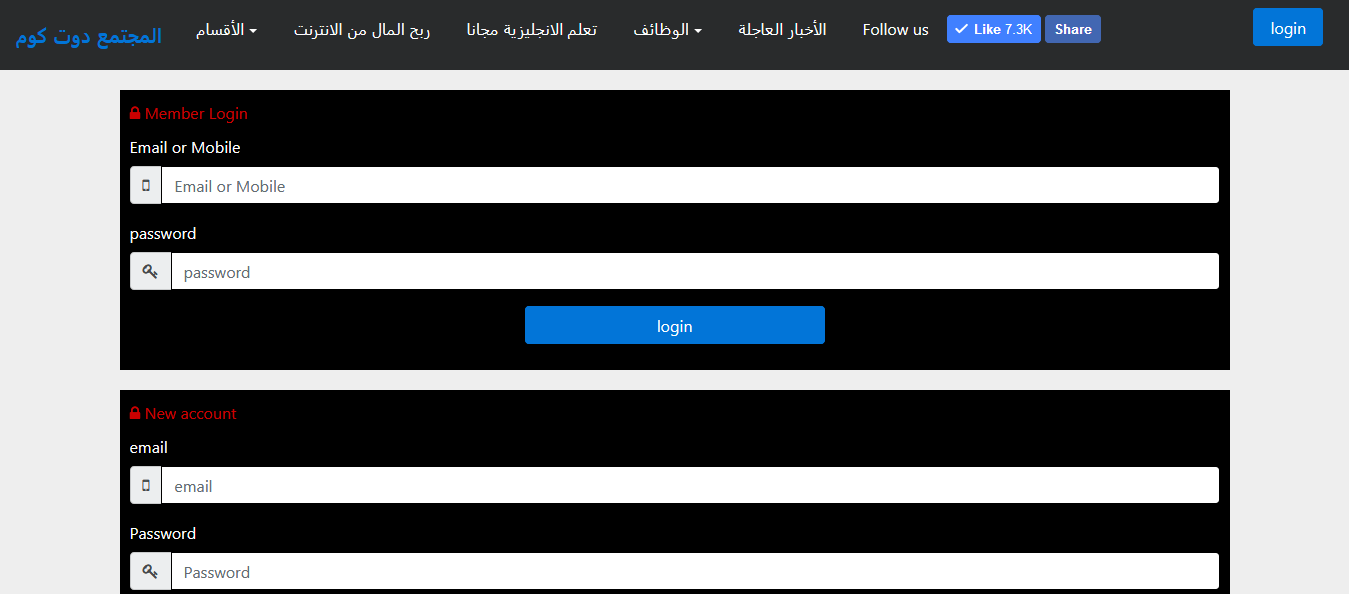 المجتمع دوت كوم الأقسام ربح المال من الانترنت تعلم الانجليزية مجانا الوظائف الأخبار العاجلة Follow us Like 7.3K Share login
Member Login
Email or Mobile
Email or Mobile
password
password
login
New account
email
email
Password
Password